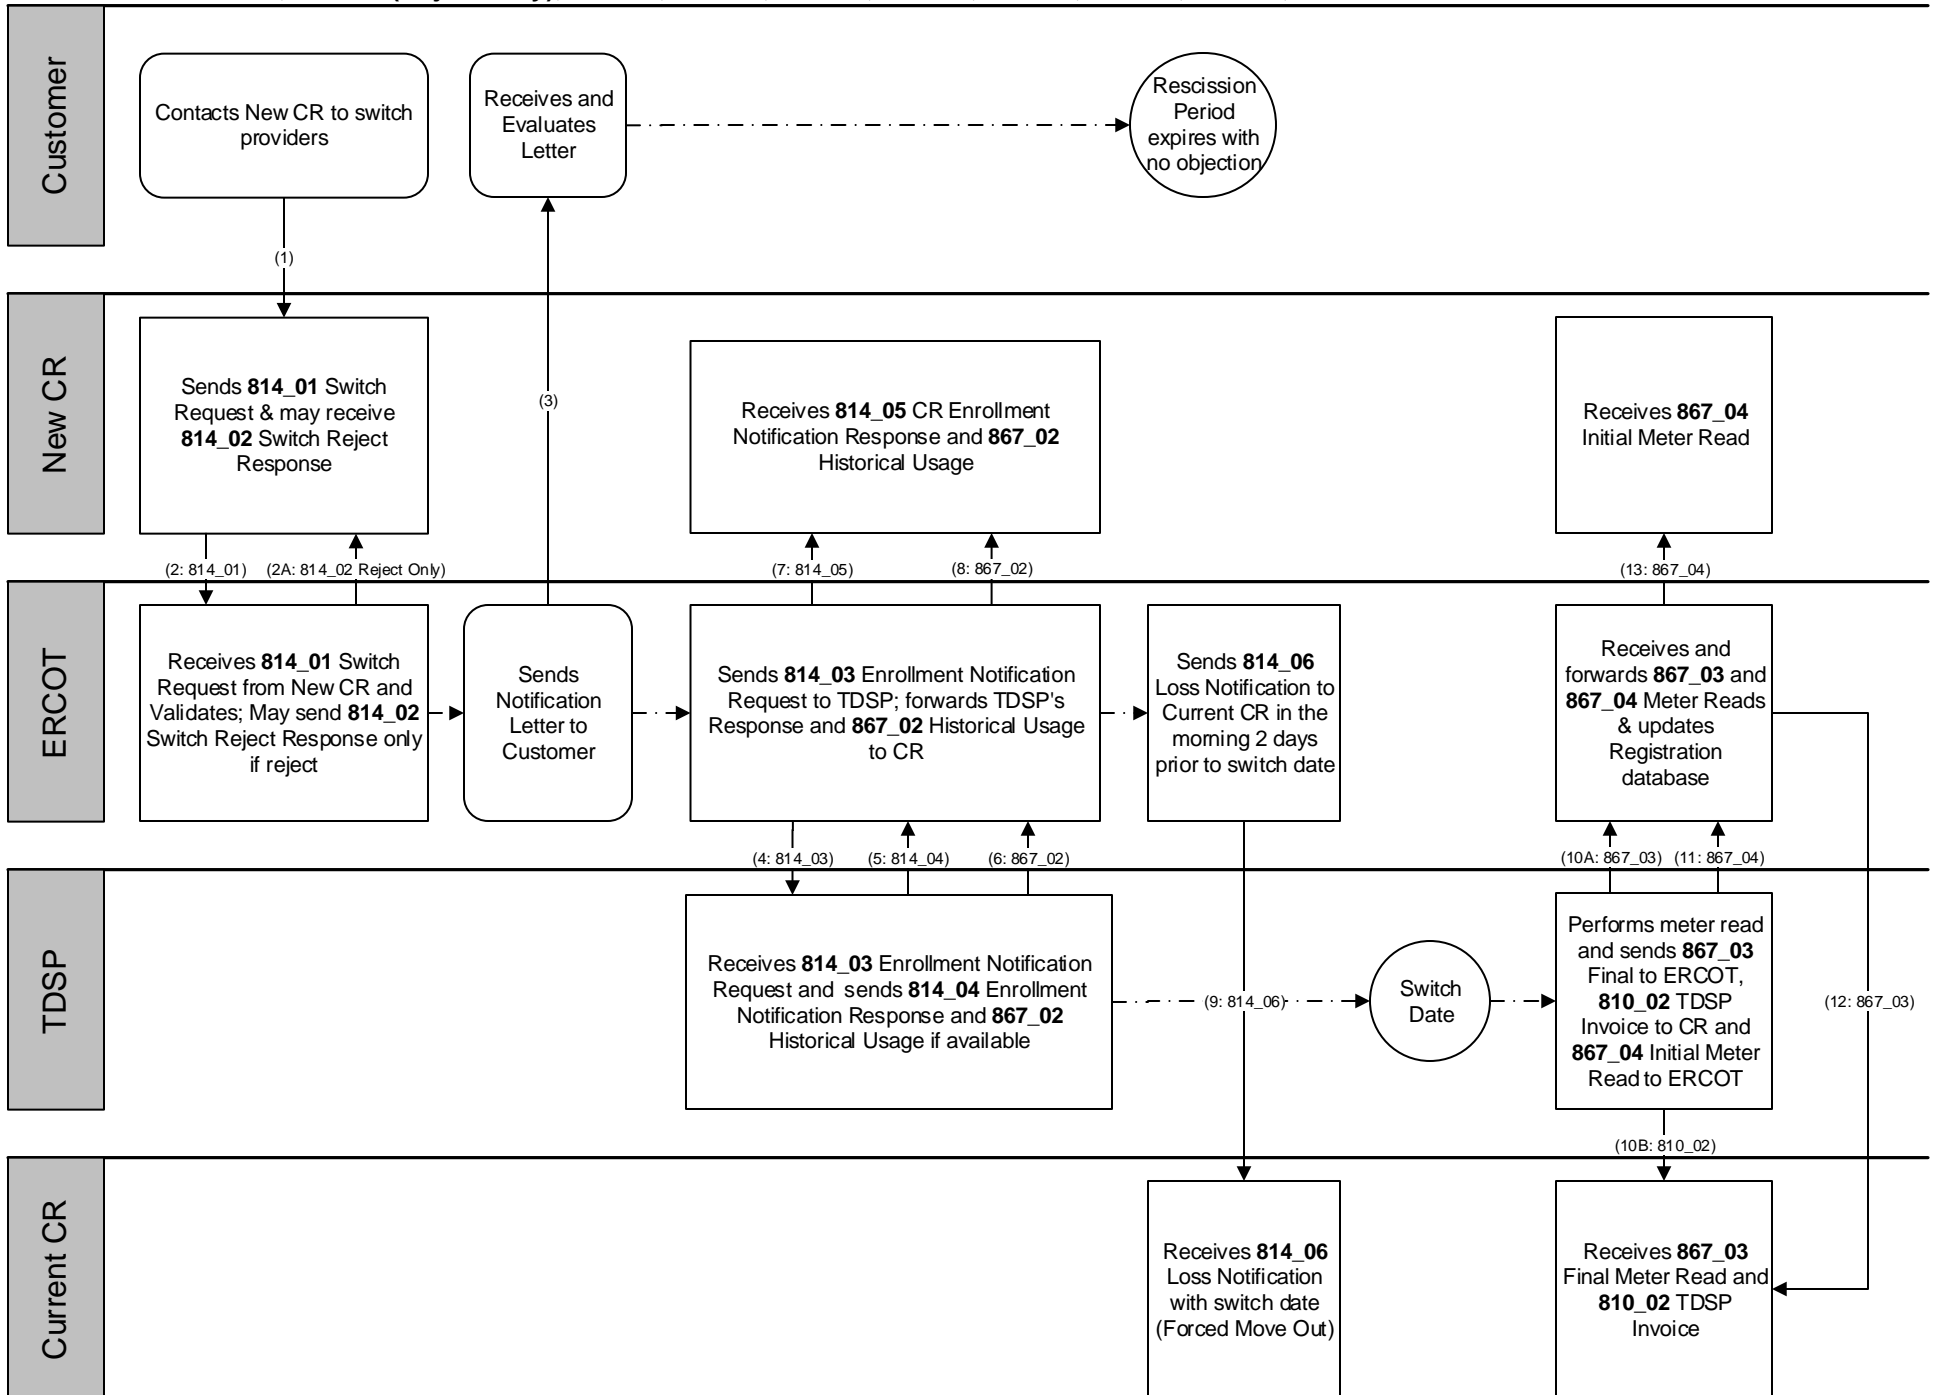 Customer
Contacts New CR to switch
providers
Receives and
Evaluates
Letter
Rescission
Period
expires with
no objection
(1)
New CR
Sends 814_01 Switch
Request & may receive
814_02 Switch Reject
Response
(3)
Receives 814_05 CR Enrollment
Notification Response and 867_02
Historical Usage
Receives 867_04
Initial Meter Read
(2: 814_01)
(2A: 814_02 Reject Only)
(7: 814_05)
(8: 867_02)
(13: 867_04)
ERCOT
Receives 814_01 Switch
Request from New CR and
Validates; May send 814_02
Switch Reject Response only
if reject
Sends
Notification
Letter to
Customer
Sends 814_03 Enrollment Notification
Request to TDSP; forwards TDSP's
Response and 867_02 Historical Usage
to CR
Sends 814_06
Loss Notification to
Current CR in the
morning 2 days
prior to switch date
Receives and
forwards 867_03 and
867_04 Meter Reads
& updates
Registration
database
(4: 814_03)
(5: 814_04)
(6: 867_02)
(10A: 867_03)
(11: 867_04)
TDSP
Receives 814_03 Enrollment Notification
Request and sends 814_04 Enrollment
Notification Response and 867_02
Historical Usage if available
(9: 814_06)
Switch
Date
Performs meter read
and sends 867_03
Final to ERCOT,
810_02 TDSP
Invoice to CR and
867_04 Initial Meter
Read to ERCOT
(12: 867_03)
(10B: 810_02)
Current CR
Receives 814_06
Loss Notification
with switch date
(Forced Move Out)
Receives 867_03
Final Meter Read and
810_02 TDSP
Invoice